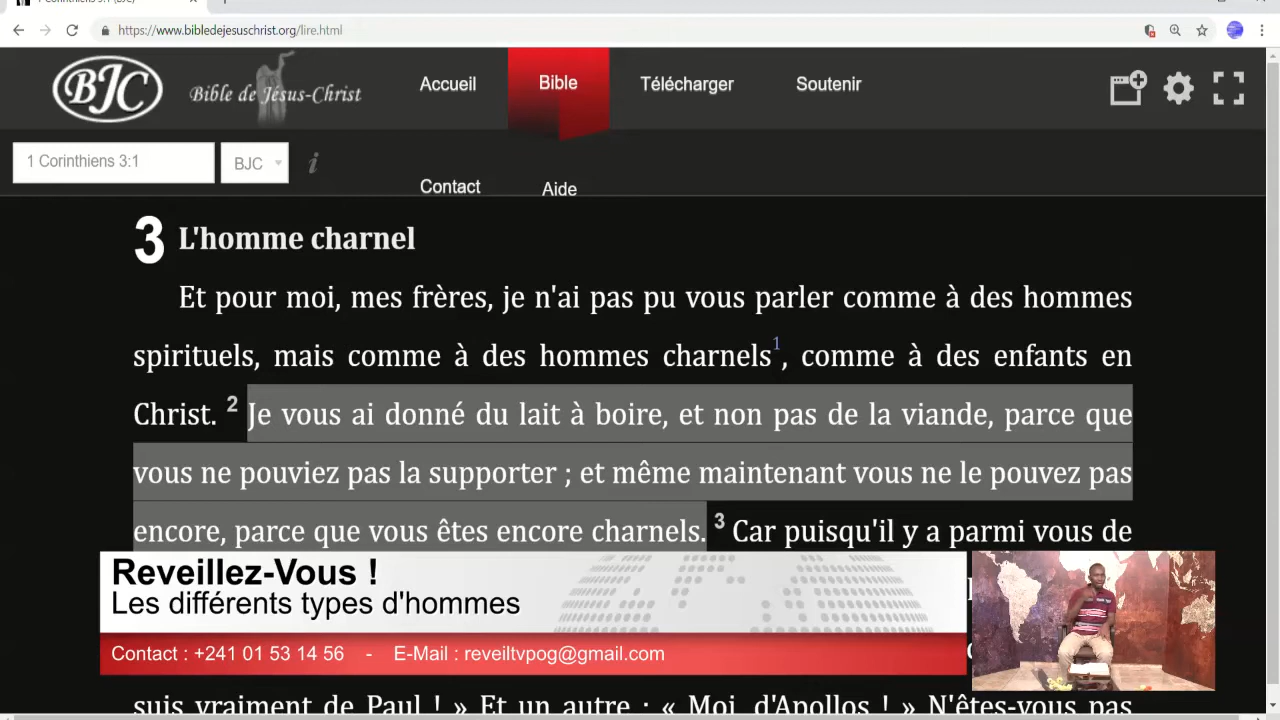 1 Corinthiens 3:1 (BJC)
https://www.bibledejesuschrist.org/lire.html
BJC
Bible de Jésus-Christ
Accueil
Bible
Télécharger
Soutenir
1 Corinthiens 3:1
BJC
i
Contact
Aide
3 L'homme charnel
Et pour moi, mes frères, je n'ai pas pu vous parler comme à des hommes
spirituels, mais comme à des hommes charnels1, comme à des enfants en
Christ. 2 Je vous ai donné du lait à boire, et non pas de la viande, parce que
vous ne pouviez pas la supporter ; et même maintenant vous ne le pouvez pas
encore, parce que vous êtes encore charnels. 3 Car puisqu'il y a parmi vous de
Reveillez-Vous !
Les différents types d'hommes
Contact : +241 01 53 14 56 - E-Mail : reveiltvpog@gmail.com
suis vraiment de Paul ! » Et un autre : « Moi, d'Apollos ! » N'êtes-vous pas